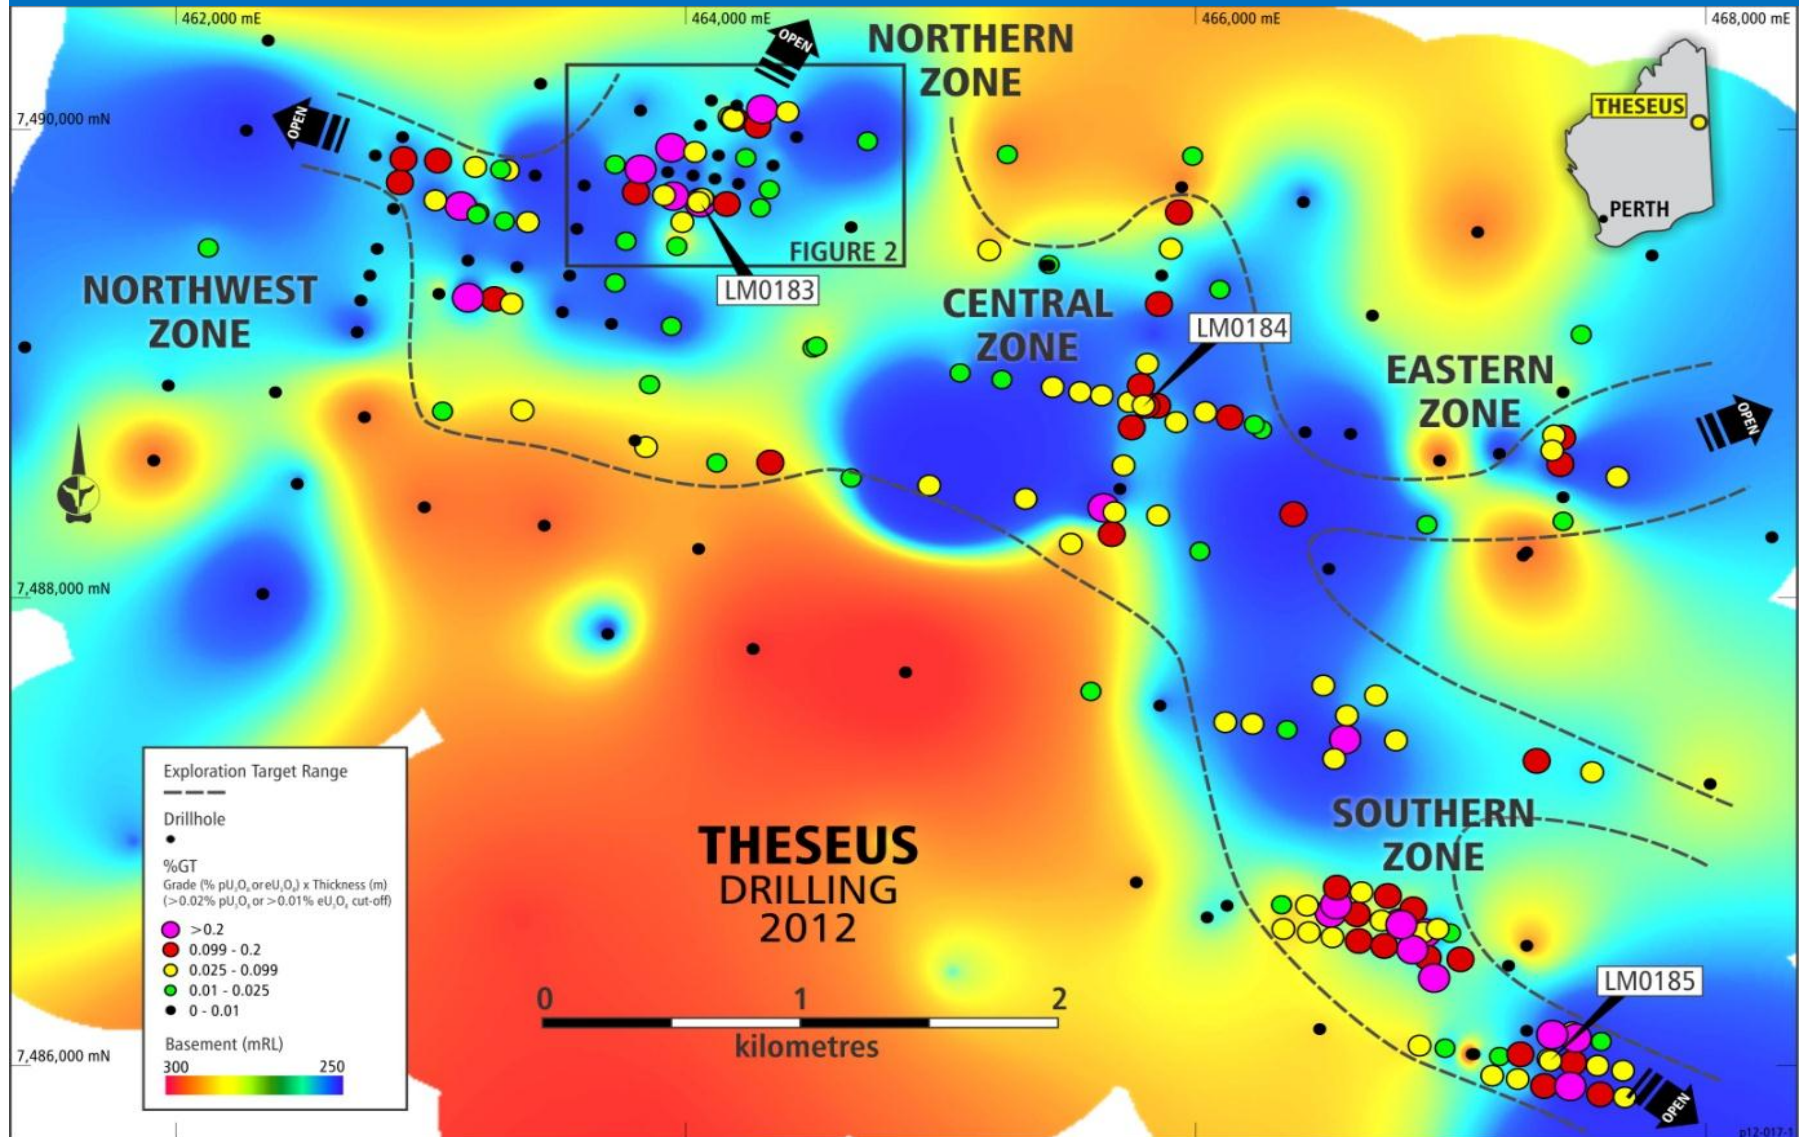 462,000 mE
464,000 mE
466,000 mE
468,000 mE
OPEN
NORTHERN
ZONE
THESEUS
PERTH
7,490,000 mN
OPEN
FIGURE 2
LM0183
NORTHWEST
ZONE
CENTRAL
ZONE
LM0184
EASTERN
ZONE
OPEN
7,488,000 mN
SOUTHERN
ZONE
THESEUS
DRILLING
2012
LM0185
0 1 2
kilometres
7,486,000 mN
OPEN
Exploration Target Range
Drillhole
%GT
Grade (% pU₃O₈ or eU₃O₈) x Thickness (m)
(>0.02% pU₃O₈ or >0.01% eU₃O₈ cut-off)
>0.2
0.099 - 0.2
0.025 - 0.099
0.01 - 0.025
0 - 0.01
Basement (mRL)
300 250
p12-017-1